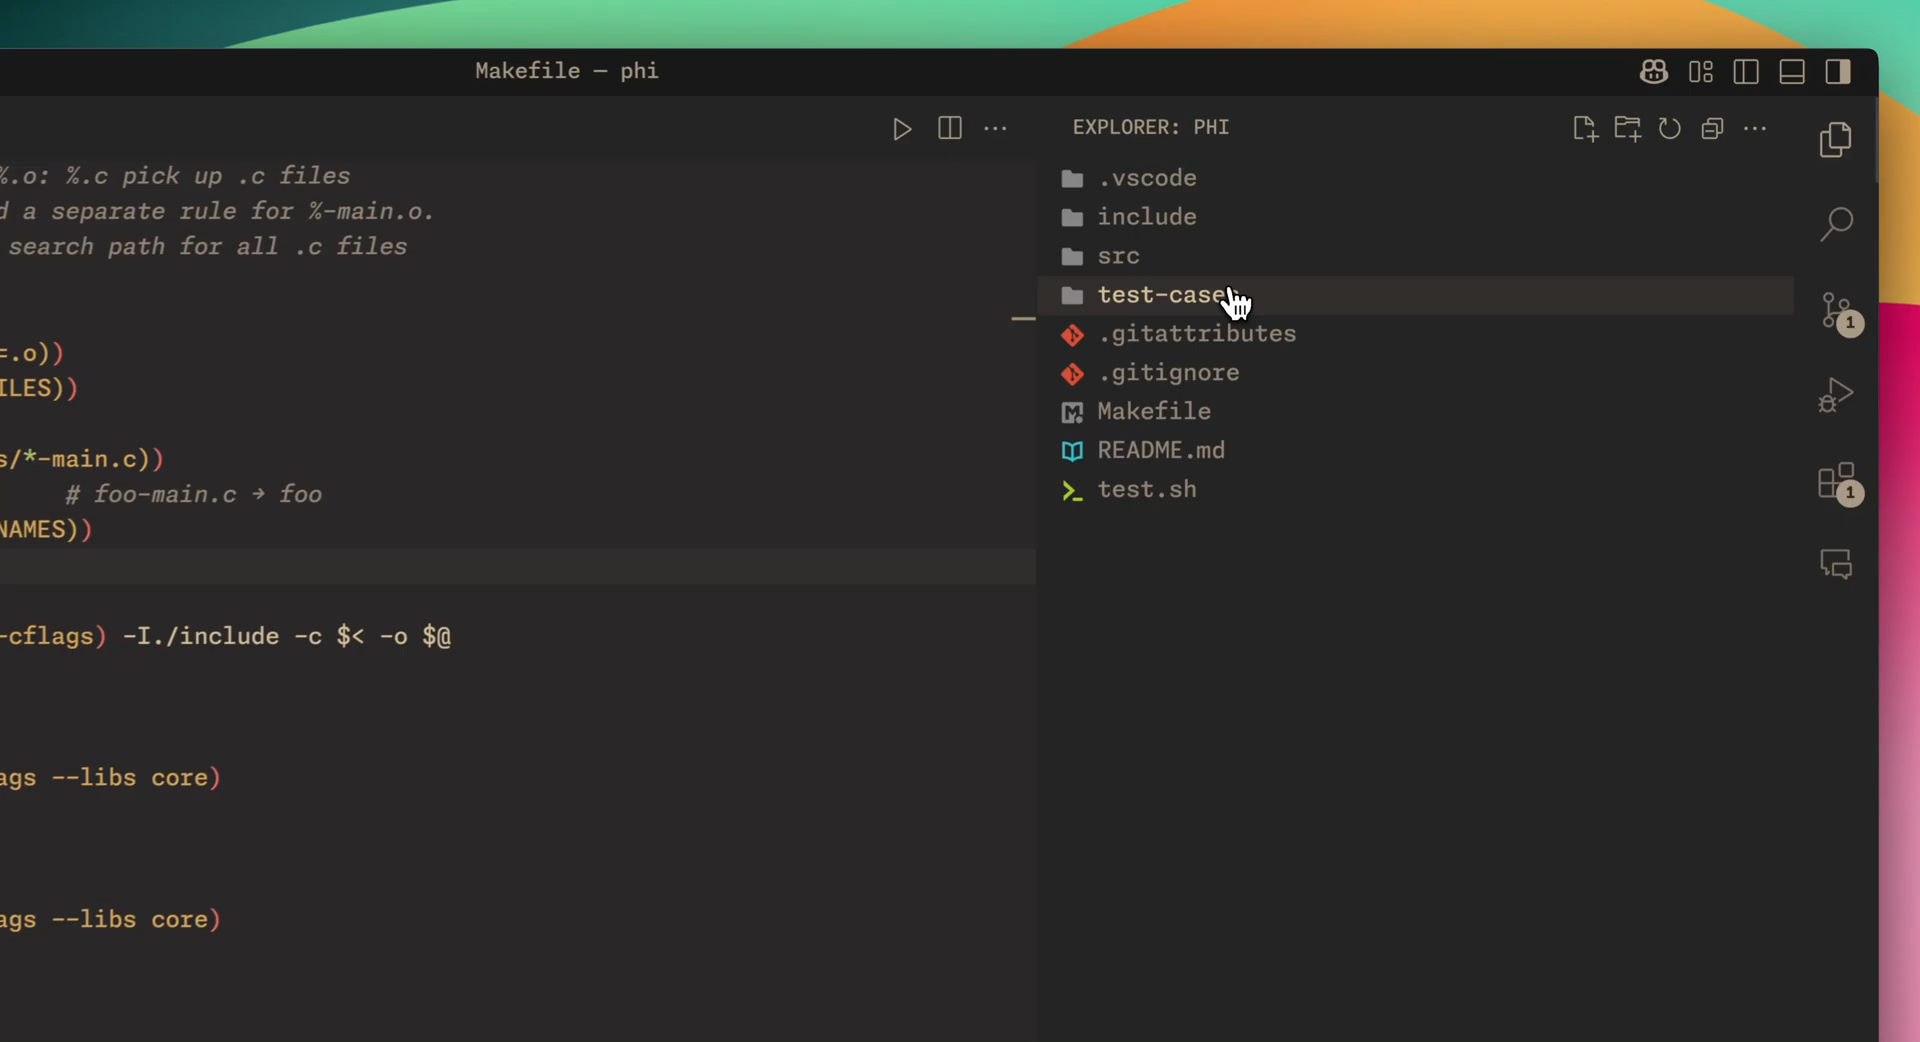 Makefile — phi
%.o: %.c pick up .c files
a separate rule for %-main.o.
search path for all .c files
=.o))
ILES))
s/*-main.c))
# foo-main.c → foo
NAMES))
-cflags) -I./include -c $< -o $@
ags --libs core)
ags --libs core)
EXPLORER: PHI
.vscode
include
src
test-case
.gitattributes
.gitignore
Makefile
README.md
test.sh
1
1